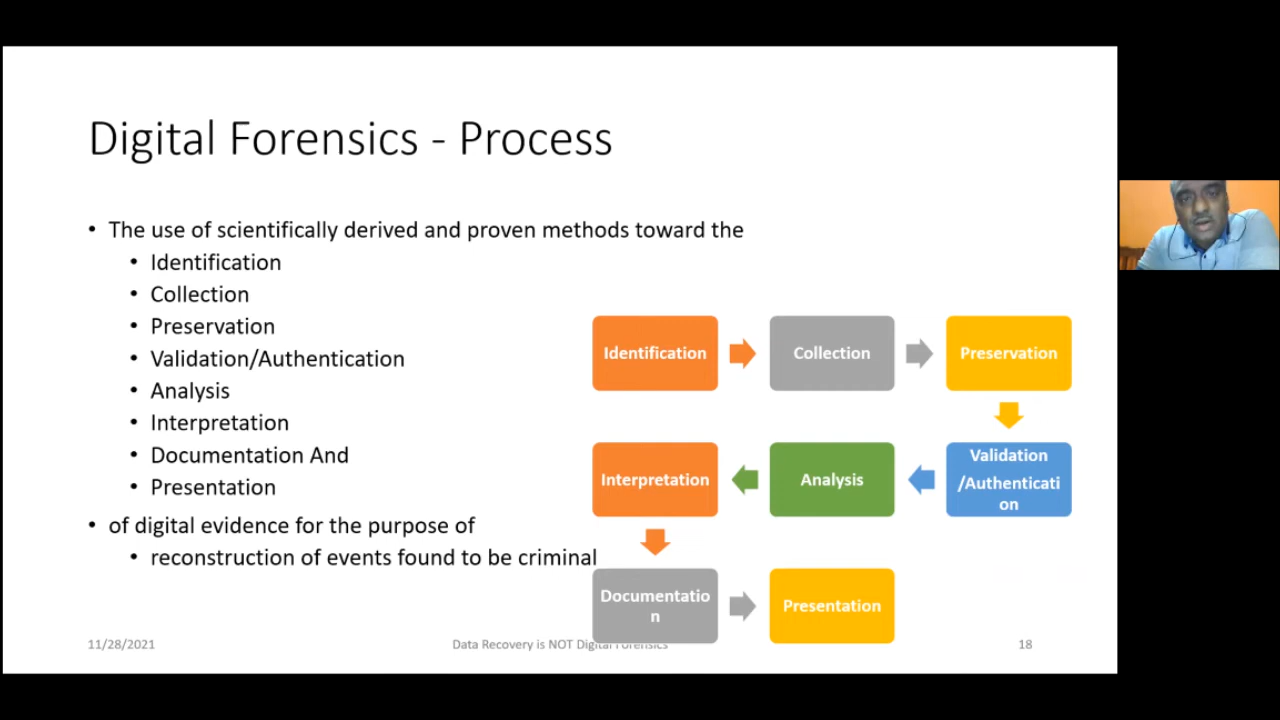 Digital Forensics - Process
• The use of scientifically derived and proven methods toward the
• Identification
• Collection
• Preservation
• Validation/Authentication
• Analysis
• Interpretation
• Documentation And
• Presentation
• of digital evidence for the purpose of
• reconstruction of events found to be criminal
Identification
Collection
Preservation
Validation
/Authenticati
on
Analysis
Interpretation
Documentatio
n
Presentation
11/28/2021
Data Recovery is NOT Digital Forensics
18